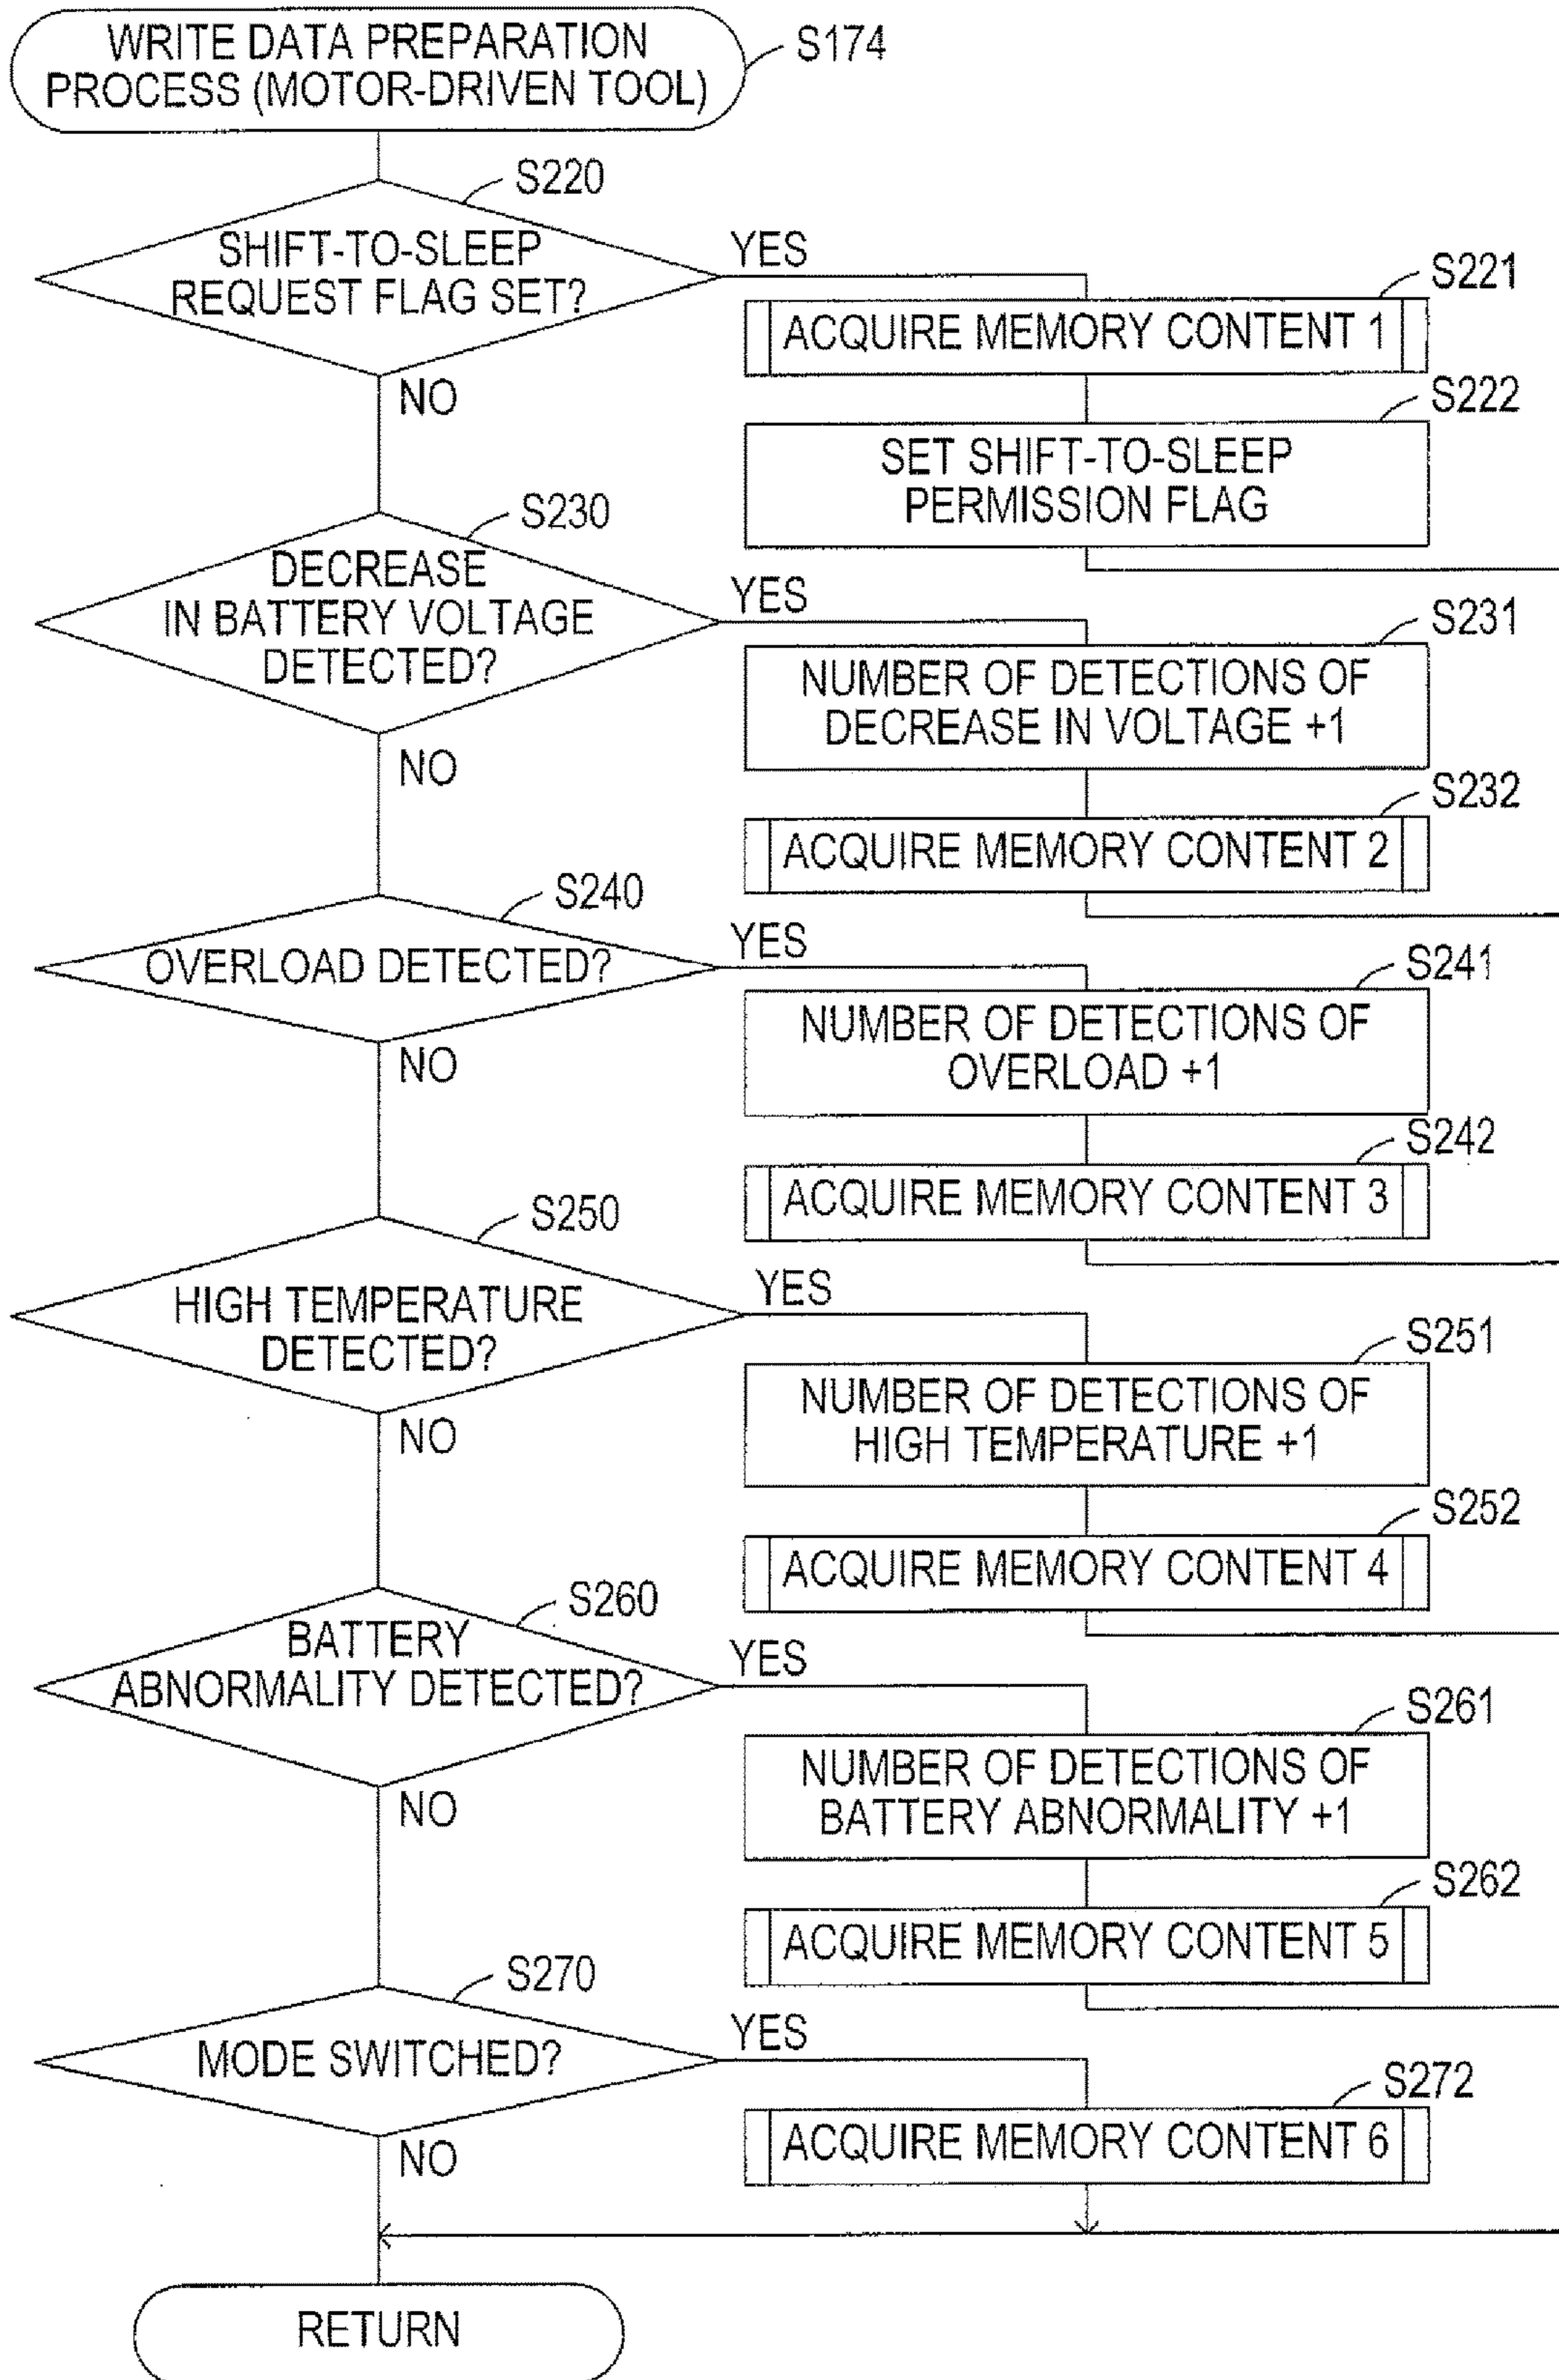 WRITE DATA PREPARATION
PROCESS (MOTOR-DRIVEN TOOL)
S174
S220
SHIFT-TO-SLEEP
REQUEST FLAG SET?
YES
NO
S221
ACQUIRE MEMORY CONTENT 1
S222
SET SHIFT-TO-SLEEP
PERMISSION FLAG
S230
DECREASE
IN BATTERY VOLTAGE
DETECTED?
YES
NO
S231
NUMBER OF DETECTIONS OF
DECREASE IN VOLTAGE +1
S232
ACQUIRE MEMORY CONTENT 2
S240
OVERLOAD DETECTED?
YES
NO
S241
NUMBER OF DETECTIONS OF
OVERLOAD +1
S242
ACQUIRE MEMORY CONTENT 3
S250
HIGH TEMPERATURE
DETECTED?
YES
NO
S251
NUMBER OF DETECTIONS OF
HIGH TEMPERATURE +1
S252
ACQUIRE MEMORY CONTENT 4
S260
BATTERY
ABNORMALITY DETECTED?
YES
NO
S261
NUMBER OF DETECTIONS OF
BATTERY ABNORMALITY +1
S262
ACQUIRE MEMORY CONTENT 5
S270
MODE SWITCHED?
YES
NO
S272
ACQUIRE MEMORY CONTENT 6
RETURN